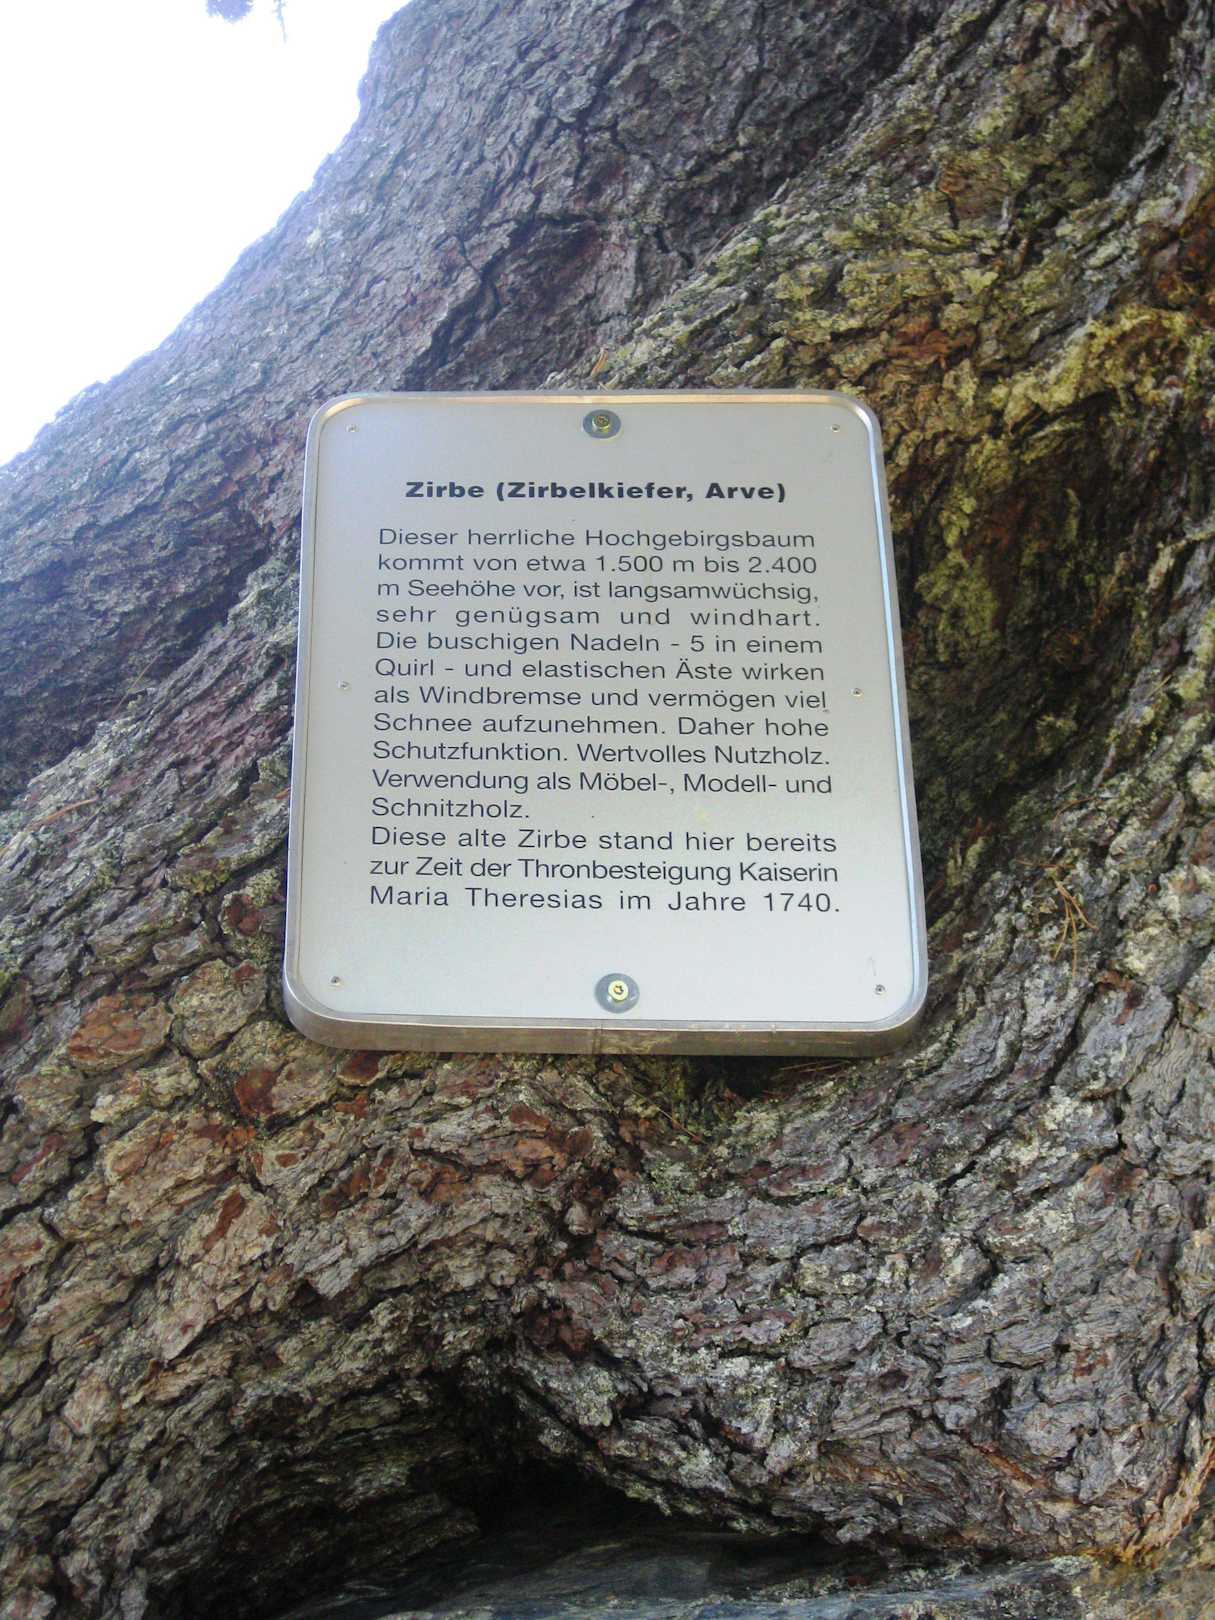 Zirbe (Zirbelkiefer, Arve)
Dieser herrliche Hochgebirgsbaum
kommt von etwa 1.500 m bis 2.400
m Seehöhe vor, ist langsamwüchsig,
sehr genügsam und windhart.
Die buschigen Nadeln - 5 in einem
Quirl - und elastischen Äste wirken
als Windbremse und vermögen viel
Schnee aufzunehmen. Daher hohe
Schutzfunktion. Wertvolles Nutzholz.
Verwendung als Möbel-, Modell- und
Schnitzholz.
Diese alte Zirbe stand hier bereits
zur Zeit der Thronbesteigung Kaiserin
Maria Theresias im Jahre 1740.